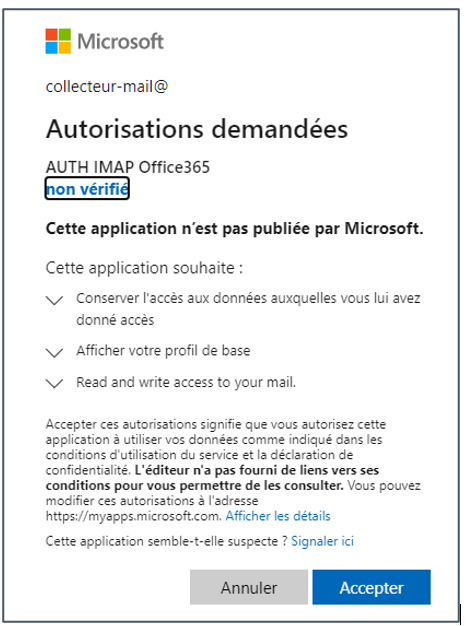 Microsoft
collecteur-mail@
Autorisations demandées
AUTH IMAP Office365
non vérifié
Cette application n’est pas publiée par Microsoft.
Cette application souhaite :
Conserver l'accès aux données auxquelles vous lui avez
donné accès
Afficher votre profil de base
Read and write access to your mail.
Accepter ces autorisations signifie que vous autorisez cette
application à utiliser vos données comme indiqué dans les
conditions d'utilisation du service et la déclaration de
confidentialité. L'éditeur n'a pas fourni de liens vers ses
conditions pour vous permettre de les consulter. Vous pouvez
modifier ces autorisations à l'adresse
https://myapps.microsoft.com. Afficher les détails
Cette application semble-t-elle suspecte ? Signaler ici
Annuler
Accepter